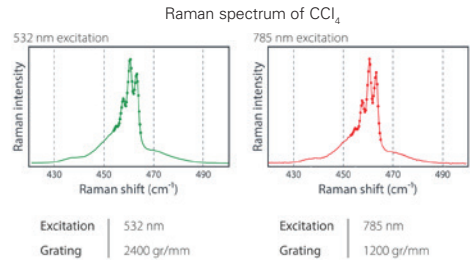 Raman spectrum of CCl₄
532 nm excitation
785 nm excitation
Raman intensity
Raman intensity
430 450 470 490
430 450 470 490
Raman shift (cm⁻¹)
Raman shift (cm⁻¹)
Excitation 532 nm
Grating 2400 gr/mm
Excitation 785 nm
Grating 1200 gr/mm